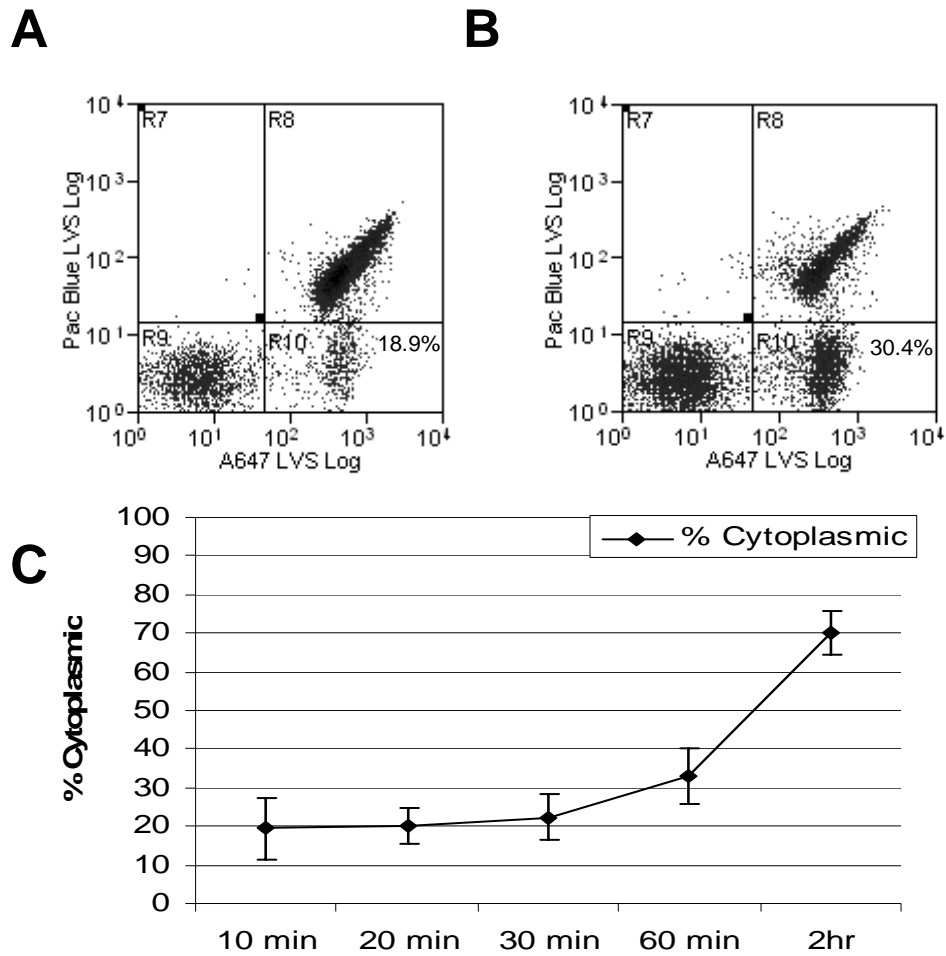 A
B
10⁴
R7
R8
10³
10²
10¹
10⁰
R9
R10
18.9%
Pac Blue LVS Log
10⁰ 10¹ 10² 10³ 10⁴
A647 LVS Log
10⁴
R7
R8
10³
10²
10¹
10⁰
R9
R10
30.4%
Pac Blue LVS Log
10⁰ 10¹ 10² 10³ 10⁴
A647 LVS Log
C
% Cytoplasmic
100
90
80
70
60
50
40
30
20
10
0
% Cytoplasmic
10 min 20 min 30 min 60 min 2hr